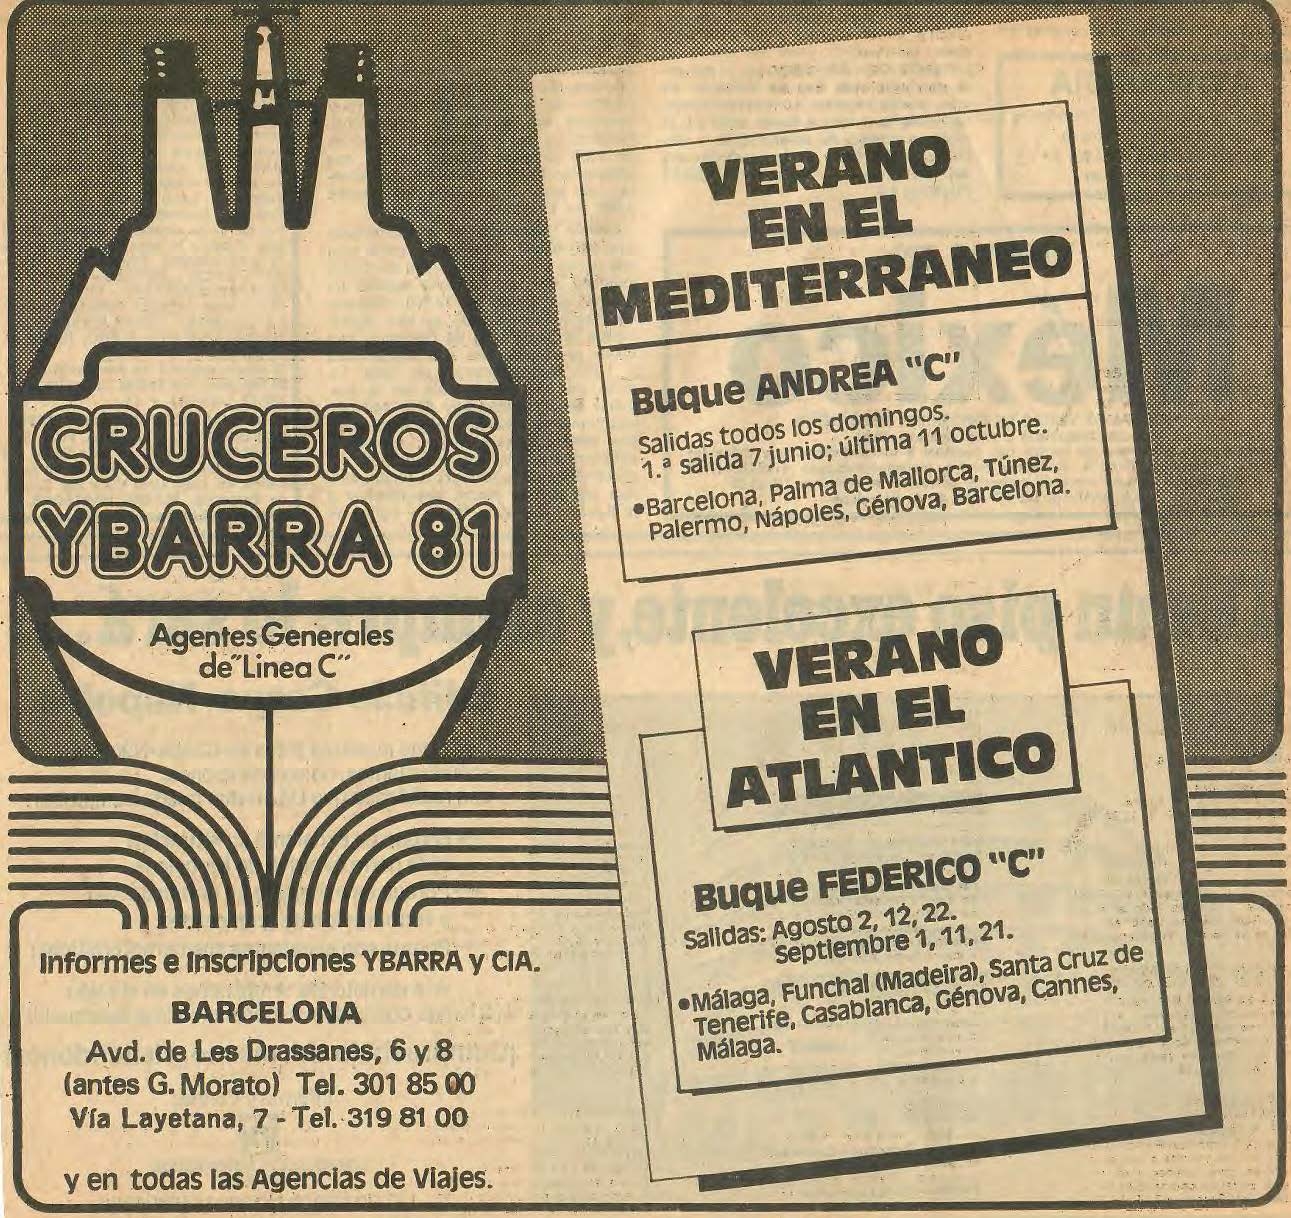 CRUCEROS
YBARRA 81
Agentes Generales
de "Linea C"
VERANO
EN EL
MEDITERRANEO
Buque ANDREA "C"
Salidas todos los domingos.
1.ª salida 7 junio; última 11 octubre.
•Barcelona, Palma de Mallorca, Túnez,
Palermo, Nápoles, Génova, Barcelona.
VERANO
EN EL
ATLANTICO
Buque FEDERICO "C"
Salidas: Agosto 2, 12, 22.
Septiembre 1, 11, 21.
•Málaga, Funchal (Madeira), Santa Cruz de
Tenerife, Casablanca, Génova, Cannes,
Málaga.
Informes e Inscripciones YBARRA y CIA.
BARCELONA
Avd. de Les Drassanes, 6 y 8
(antes G. Morato) Tel. 301 85 00
Vía Layetana, 7 - Tel. 319 81 00
y en todas las Agencias de Viajes.